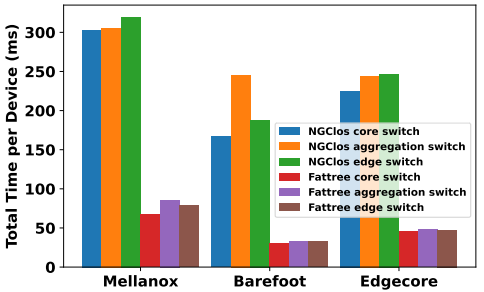 Total Time per Device (ms)
300
250
200
150
100
50
0
NGClos core switch
NGClos aggregation switch
NGClos edge switch
Fattree core switch
Fattree aggregation switch
Fattree edge switch
Mellanox Barefoot Edgecore